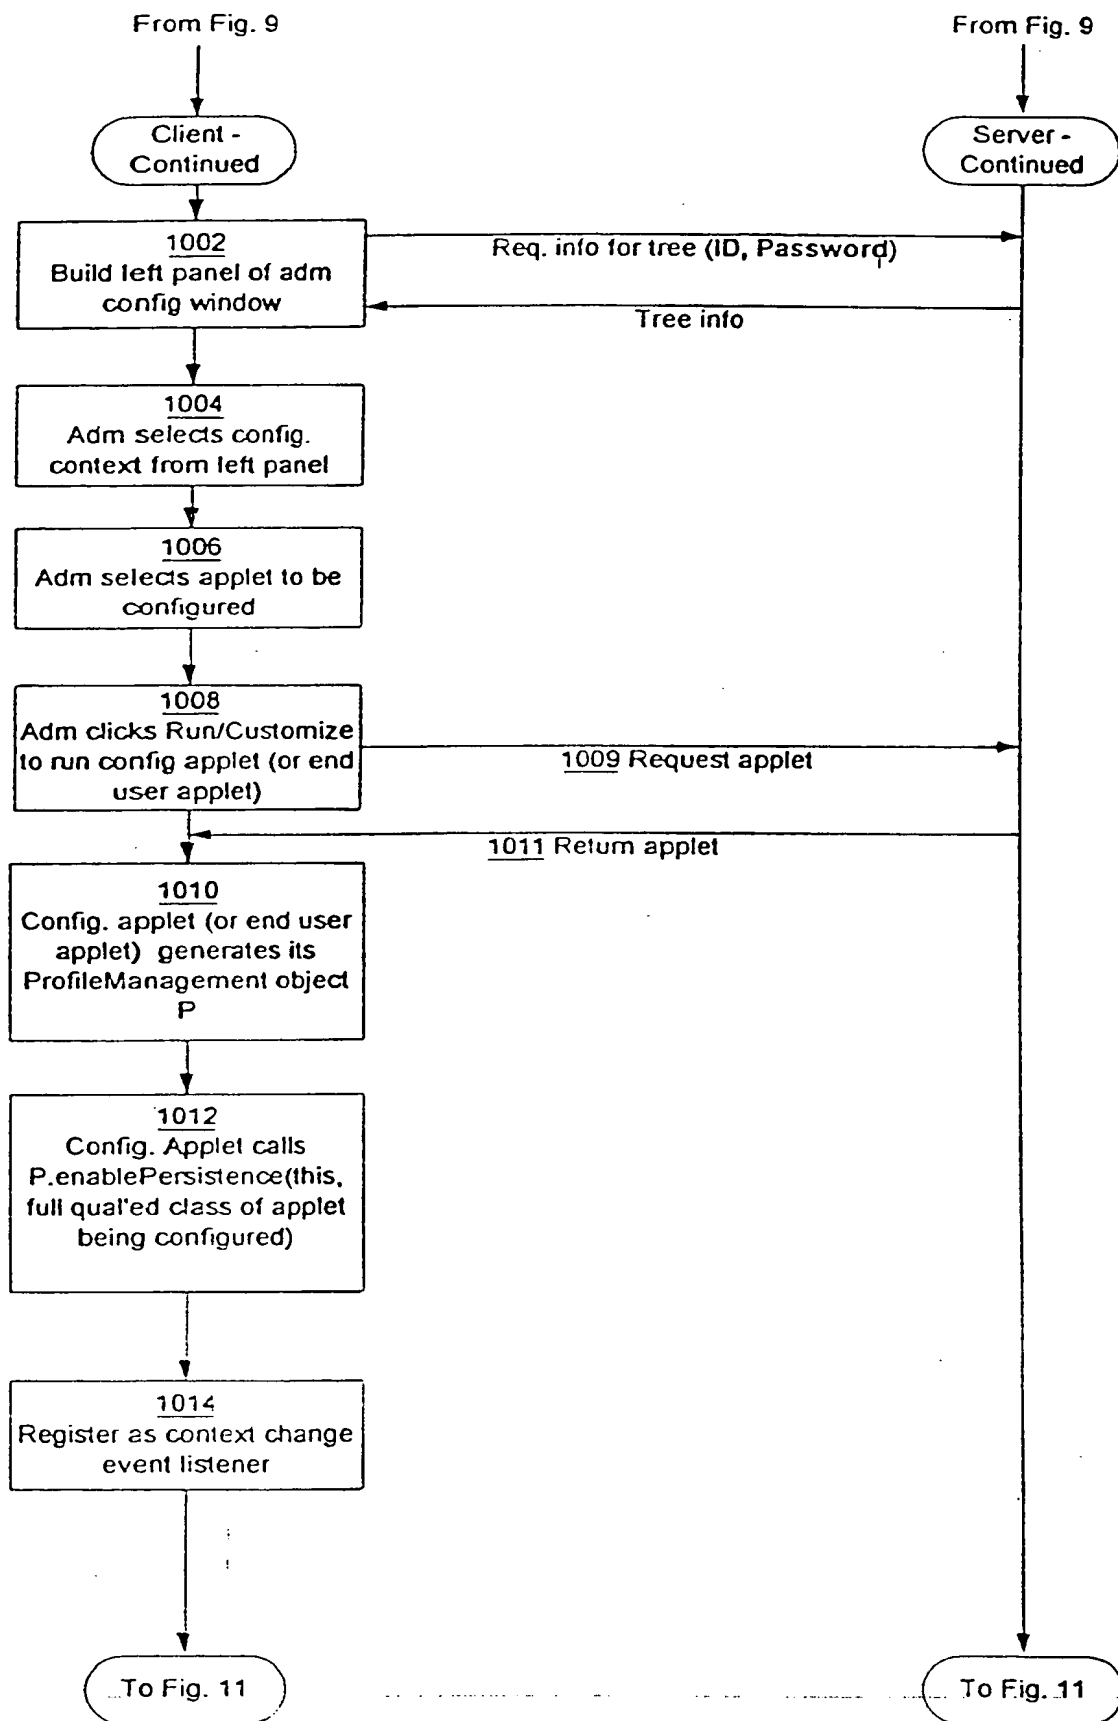 From Fig. 9
From Fig. 9
Client -
Continued
Server -
Continued
1002
Build left panel of adm
config window
Req. info for tree (ID, Password)
Tree info
1004
Adm selects config.
context from left panel
1006
Adm selects applet to be
configured
1008
Adm clicks Run/Customize
to run config applet (or end
user applet)
1009 Request applet
1011 Return applet
1010
Config. applet (or end user
applet) generates its
ProfileManagement object
P
1012
Config. Applet calls
P.enablePersistence(this,
full qual'ed class of applet
being configured)
1014
Register as context change
event listener
To Fig. 11
To Fig. 11